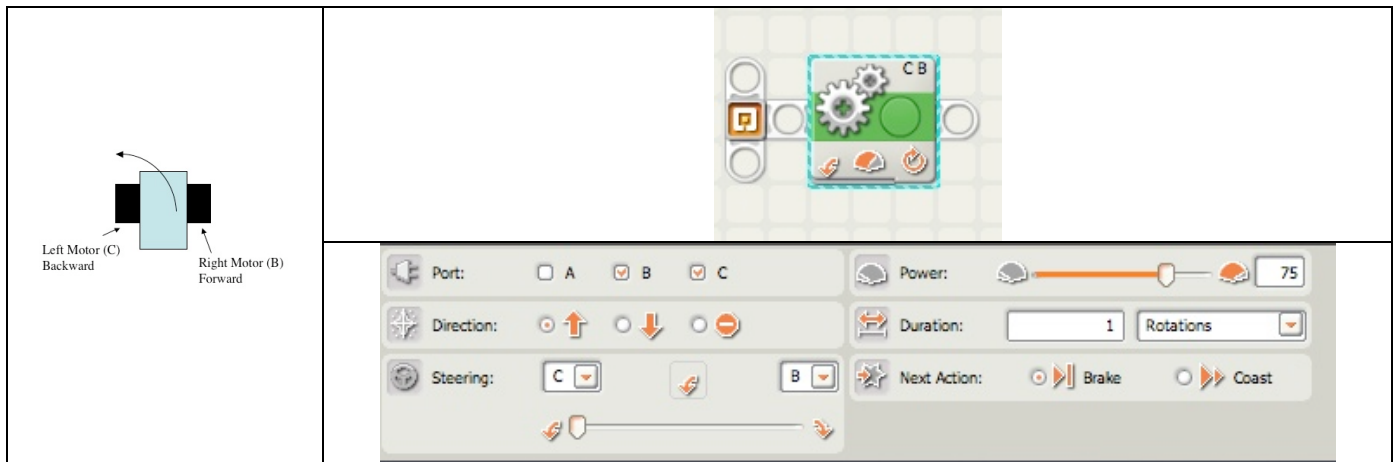 C B
Left Motor (C)
Backward
Right Motor (B)
Forward
Port: A B C
Power: 75
Direction:
Duration: 1 Rotations
Steering: C B
Next Action: Brake Coast